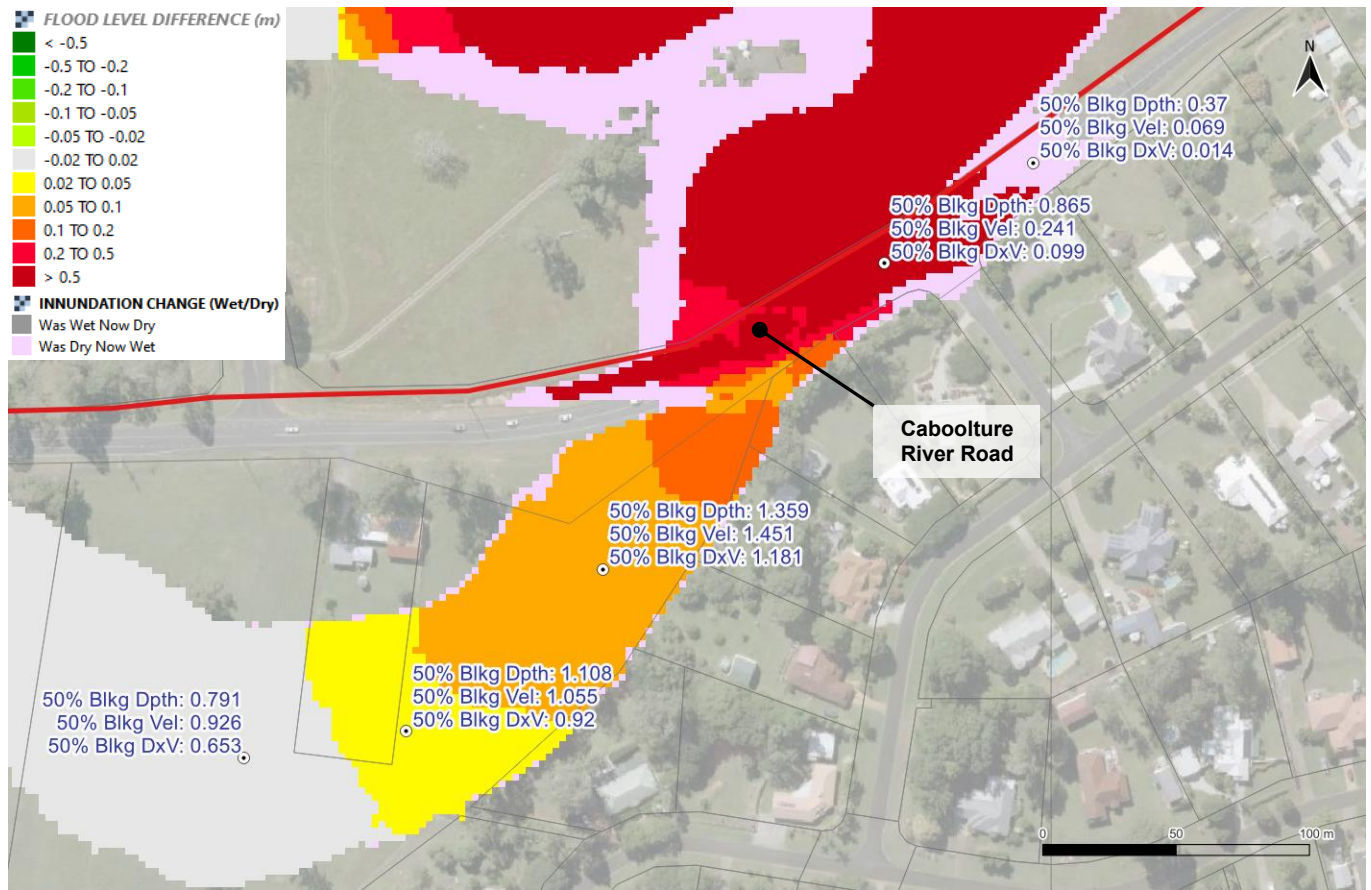 FLOOD LEVEL DIFFERENCE (m)
< -0.5
-0.5 TO -0.2
-0.2 TO -0.1
-0.1 TO -0.05
-0.05 TO -0.02
-0.02 TO 0.02
0.02 TO 0.05
0.05 TO 0.1
0.1 TO 0.2
0.2 TO 0.5
> 0.5
INNUNDATION CHANGE (Wet/Dry)
Was Wet Now Dry
Was Dry Now Wet
N
50% Blkg Dpth: 0.37
50% Blkg Vel: 0.069
50% Blkg DxV: 0.014
50% Blkg Dpth: 0.865
50% Blkg Vel: 0.241
50% Blkg DxV: 0.099
Caboolture
River Road
50% Blkg Dpth: 1.359
50% Blkg Vel: 1.451
50% Blkg DxV: 1.181
50% Blkg Dpth: 1.108
50% Blkg Vel: 1.055
50% Blkg DxV: 0.92
50% Blkg Dpth: 0.791
50% Blkg Vel: 0.926
50% Blkg DxV: 0.653
0 50 100 m